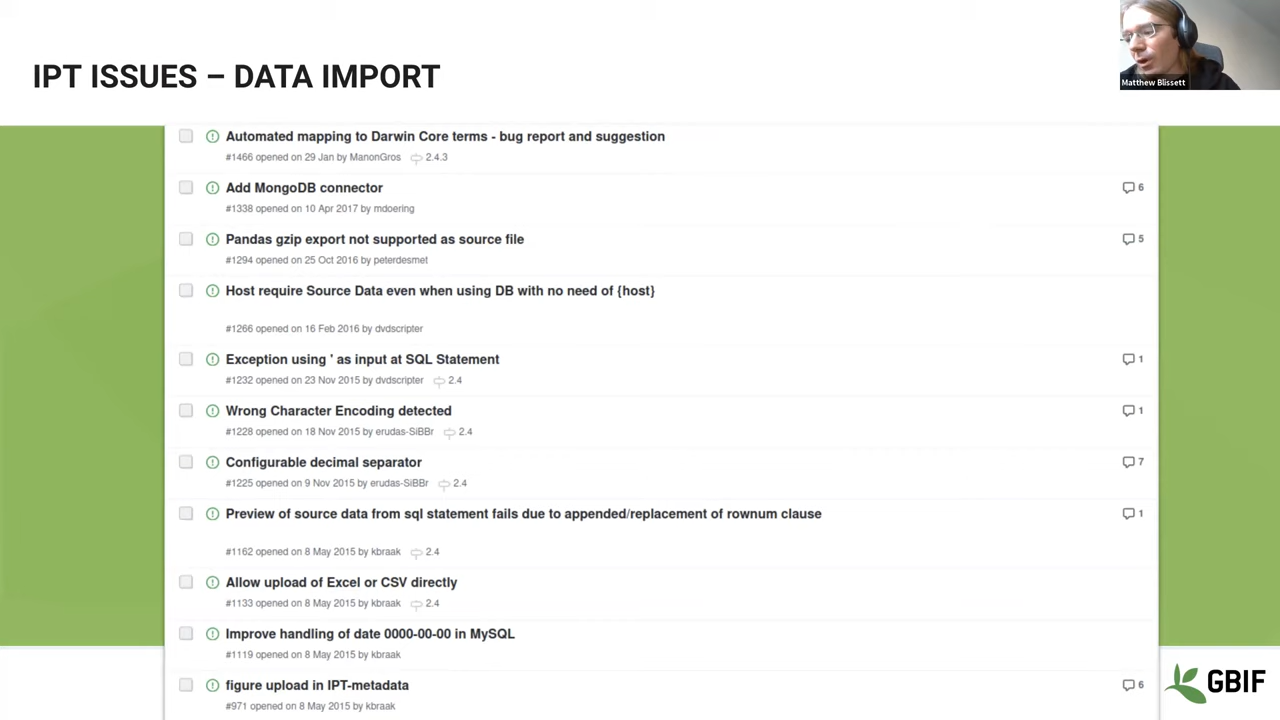 IPT ISSUES – DATA IMPORT
Matthew Blissett
Automated mapping to Darwin Core terms - bug report and suggestion
#1466 opened on 29 Jan by ManonGros 2.4.3
Add MongoDB connector 6
#1338 opened on 10 Apr 2017 by mdoering
Pandas gzip export not supported as source file 5
#1294 opened on 25 Oct 2016 by peterdesmet
Host require Source Data even when using DB with no need of {host}
#1266 opened on 16 Feb 2016 by dvdscripter
Exception using ' as input at SQL Statement 1
#1232 opened on 23 Nov 2015 by dvdscripter 2.4
Wrong Character Encoding detected 1
#1228 opened on 18 Nov 2015 by erudas-SiBBr 2.4
Configurable decimal separator 7
#1225 opened on 9 Nov 2015 by erudas-SiBBr 2.4
Preview of source data from sql statement fails due to appended/replacement of rownum clause 1
#1162 opened on 8 May 2015 by kbraak 2.4
Allow upload of Excel or CSV directly
#1133 opened on 8 May 2015 by kbraak 2.4
Improve handling of date 0000-00-00 in MySQL
#1119 opened on 8 May 2015 by kbraak
figure upload in IPT-metadata 6
#971 opened on 8 May 2015 by kbraak
GBIF